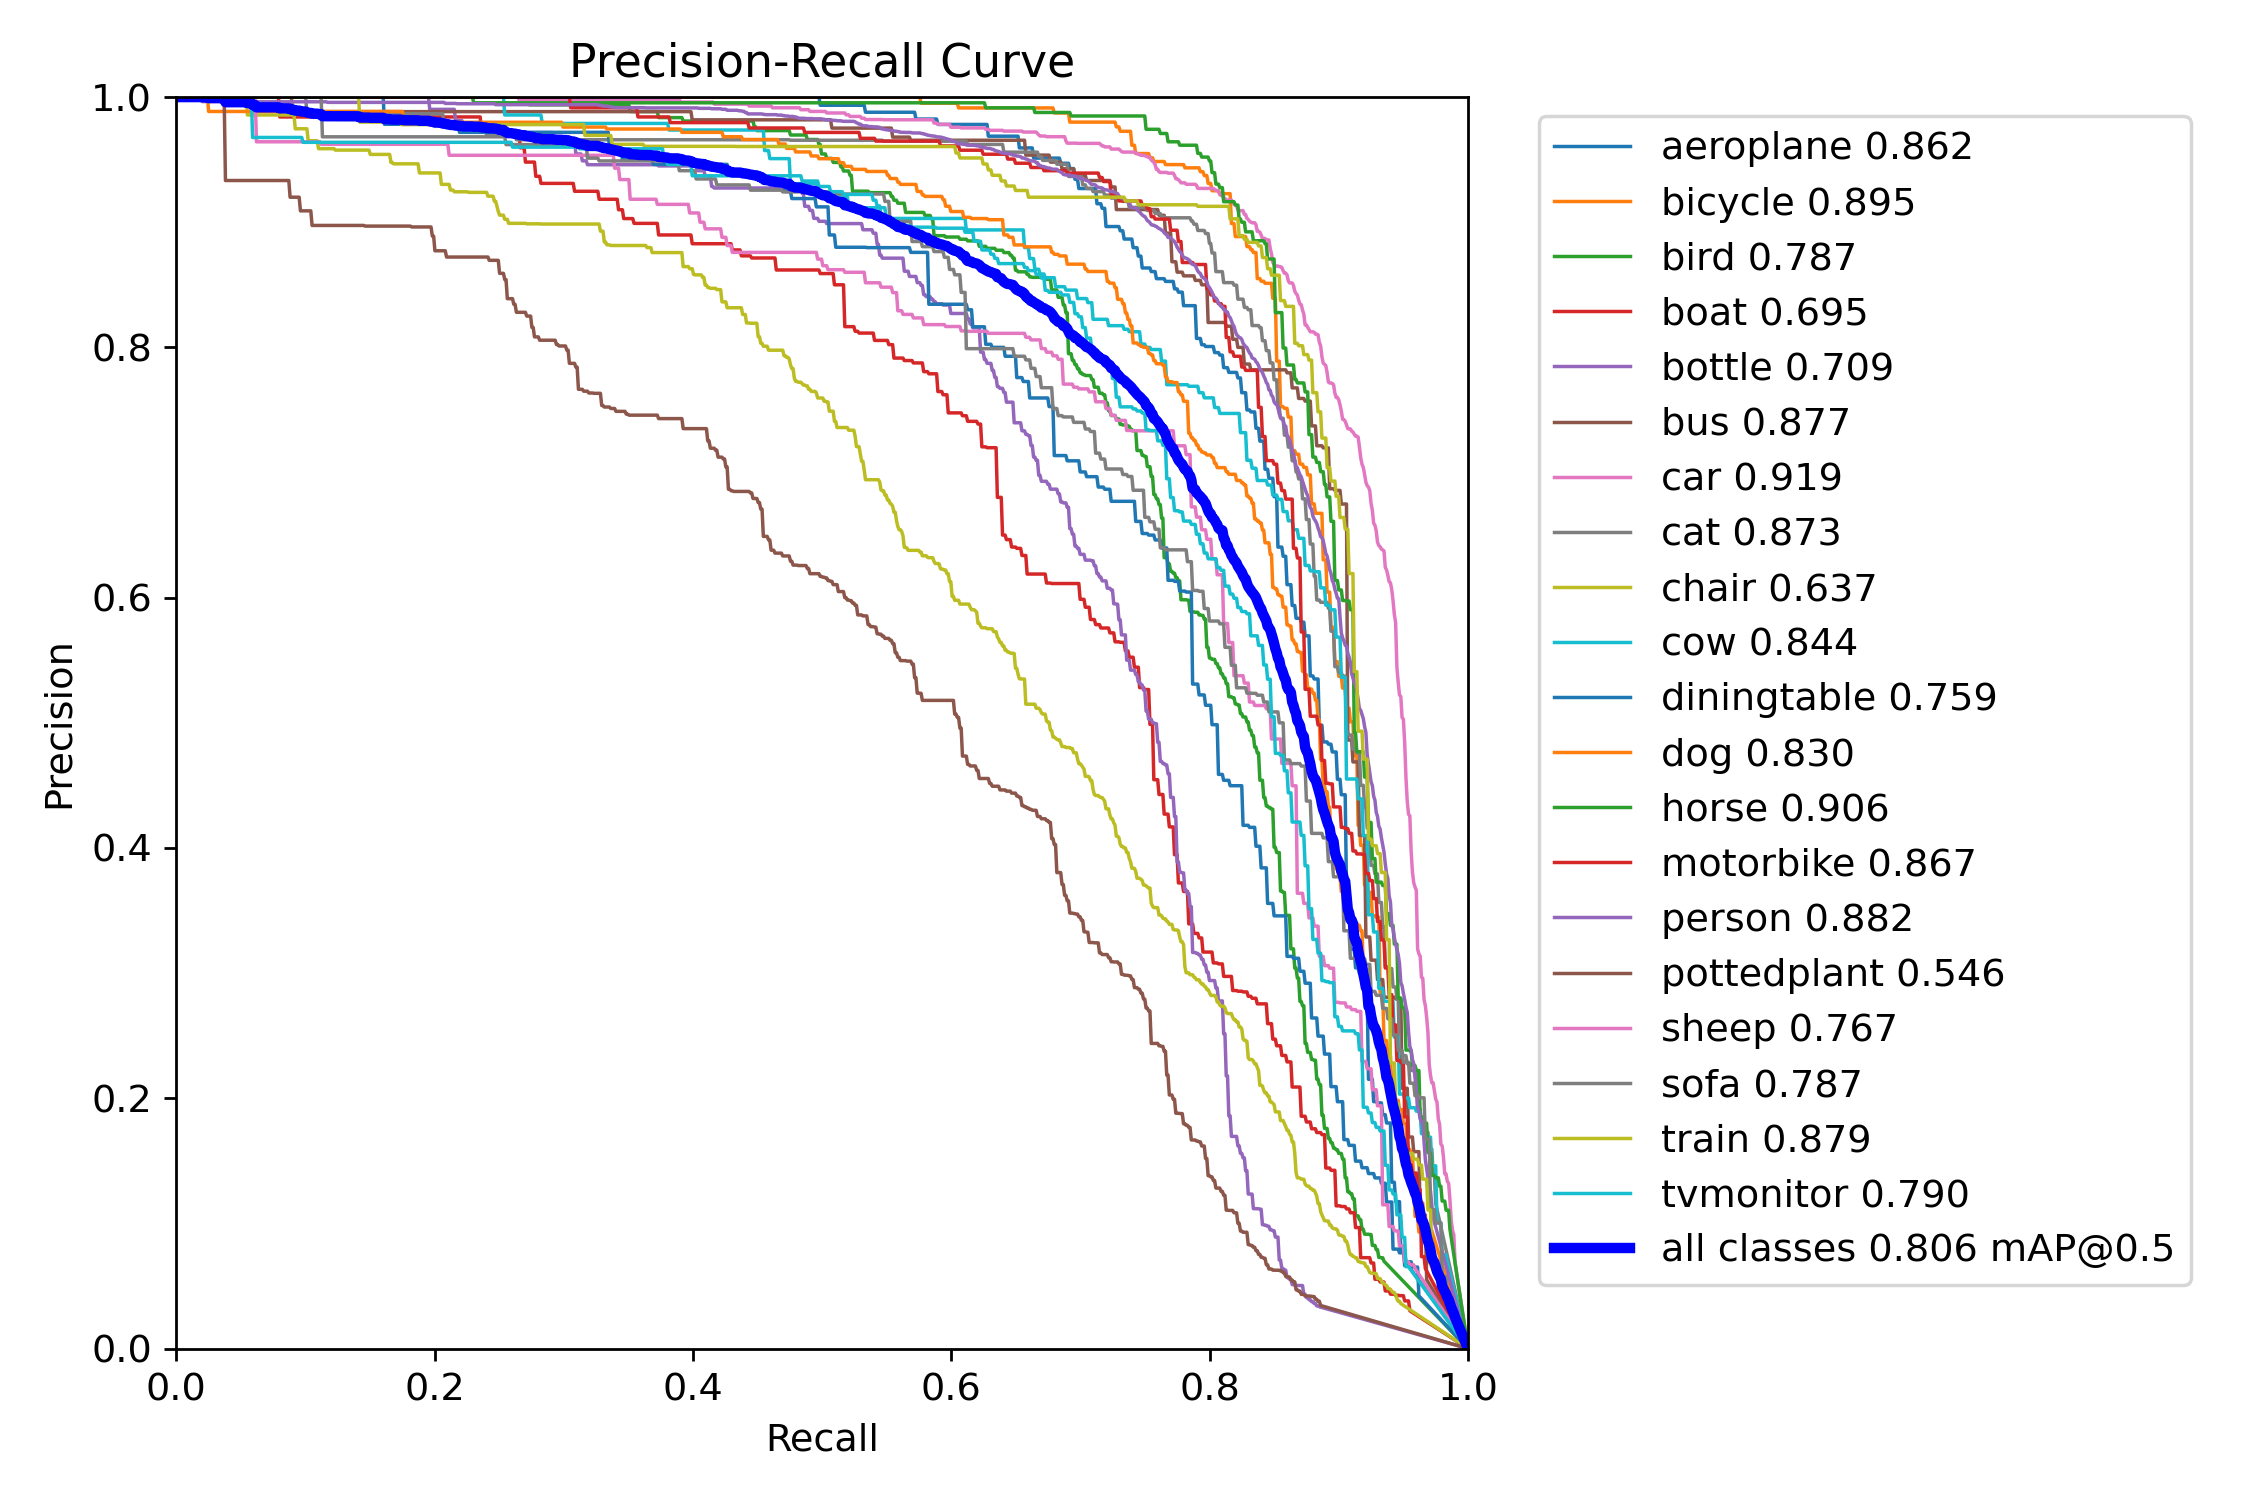 Precision-Recall Curve
1.0
0.8
0.6
0.4
0.2
0.0
Precision
0.0 0.2 0.4 0.6 0.8 1.0
Recall
aeroplane 0.862
bicycle 0.895
bird 0.787
boat 0.695
bottle 0.709
bus 0.877
car 0.919
cat 0.873
chair 0.637
cow 0.844
diningtable 0.759
dog 0.830
horse 0.906
motorbike 0.867
person 0.882
pottedplant 0.546
sheep 0.767
sofa 0.787
train 0.879
tvmonitor 0.790
all classes 0.806 mAP@0.5